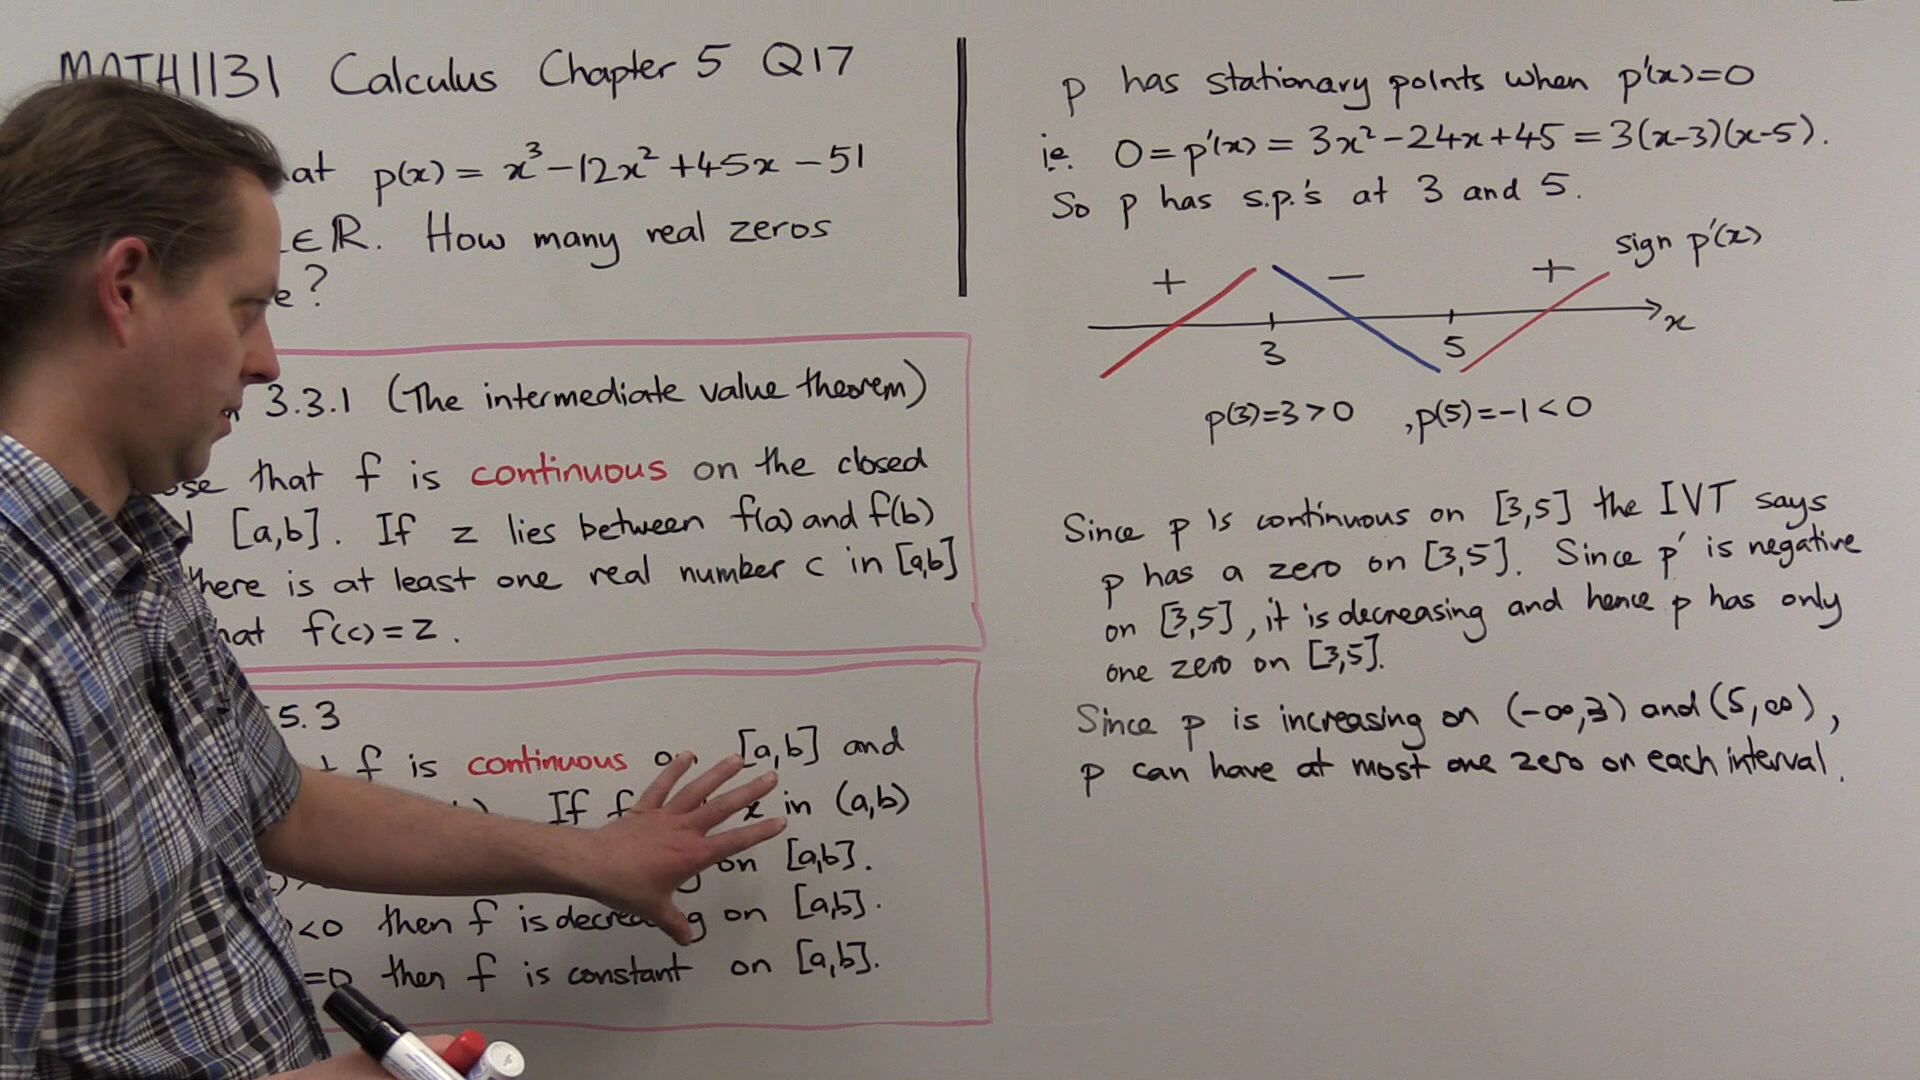 MATH1131 Calculus Chapter 5 Q17
at p(x) = x³ - 12x² + 45x - 51
∈ℝ. How many real zeros
e?
3.3.1 (The intermediate value theorem)
ose that f is continuous on the closed
[a,b]. If z lies between f(a) and f(b)
there is at least one real number c in [a,b]
hat f(c) = z.
5.3
f is continuous on [a,b] and
If f x in (a,b)
on [a,b].
<0 then f is decreasing on [a,b].
=0 then f is constant on [a,b].
p has stationary points when p'(x)=0
ie. 0 = p'(x) = 3x² - 24x + 45 = 3(x-3)(x-5).
So p has s.p.'s at 3 and 5.
sign p'(x)
+ − +
3 5 x
p(3)=3>0 , p(5)=-1<0
Since p is continuous on [3,5] the IVT says
p has a zero on [3,5]. Since p' is negative
on [3,5], it is decreasing and hence p has only
one zero on [3,5].
Since p is increasing on (-∞,3) and (5,∞),
p can have at most one zero on each interval.